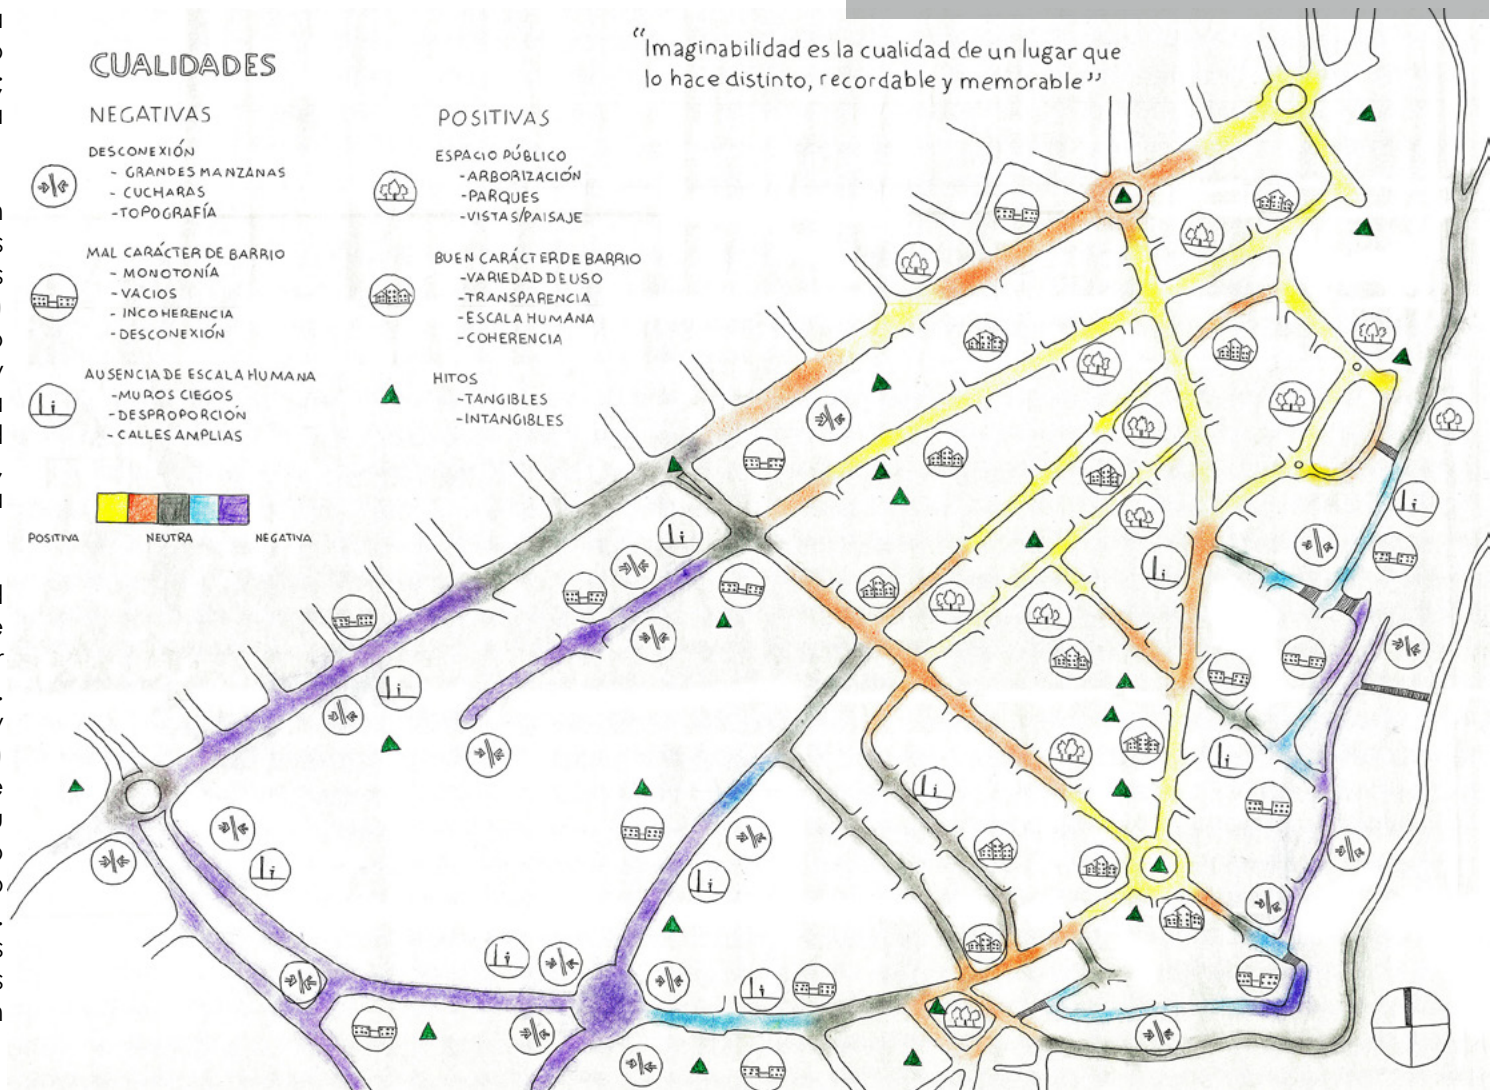 “Imaginabilidad es la cualidad de un lugar que
lo hace distinto, recordable y memorable”
CUALIDADES
NEGATIVAS
DESCONEXIÓN
- GRANDES MANZANAS
- CUCHARAS
- TOPOGRAFÍA
MAL CARÁCTER DE BARRIO
- MONOTONÍA
- VACIOS
- INCOHERENCIA
- DESCONEXIÓN
AUSENCIA DE ESCALA HUMANA
- MUROS CIEGOS
- DESPROPORCIÓN
- CALLES AMPLIAS
POSITIVAS
ESPACIO PÚBLICO
- ARBORIZACIÓN
- PARQUES
- VISTAS/PAISAJE
BUEN CARÁCTER DE BARRIO
- VARIEDAD DE USO
- TRANSPARENCIA
- ESCALA HUMANA
- COHERENCIA
HITOS
- TANGIBLES
- INTANGIBLES
POSITIVA NEUTRA NEGATIVA